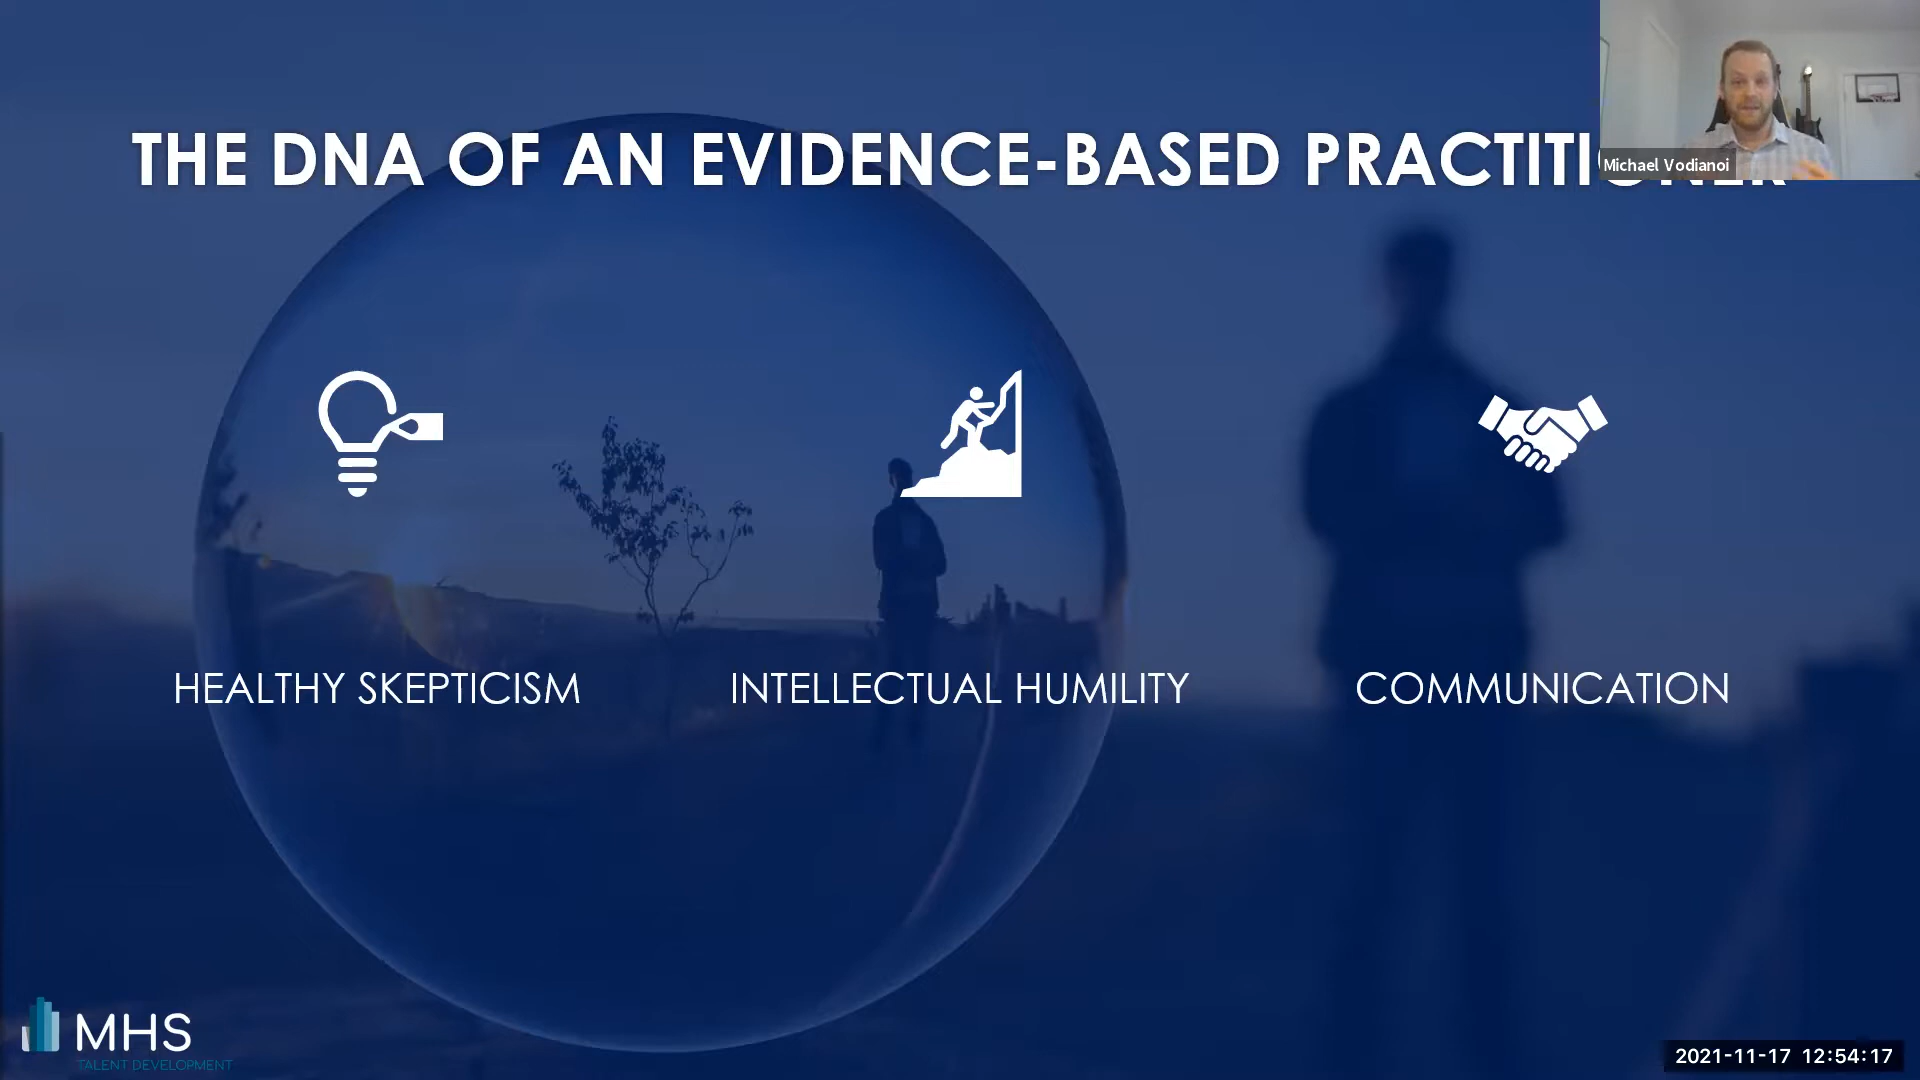 THE DNA OF AN EVIDENCE-BASED PRACTITIONER
Michael Vodianoi
HEALTHY SKEPTICISM
INTELLECTUAL HUMILITY
COMMUNICATION
MHS
TALENT DEVELOPMENT
2021-11-17 12:54:17